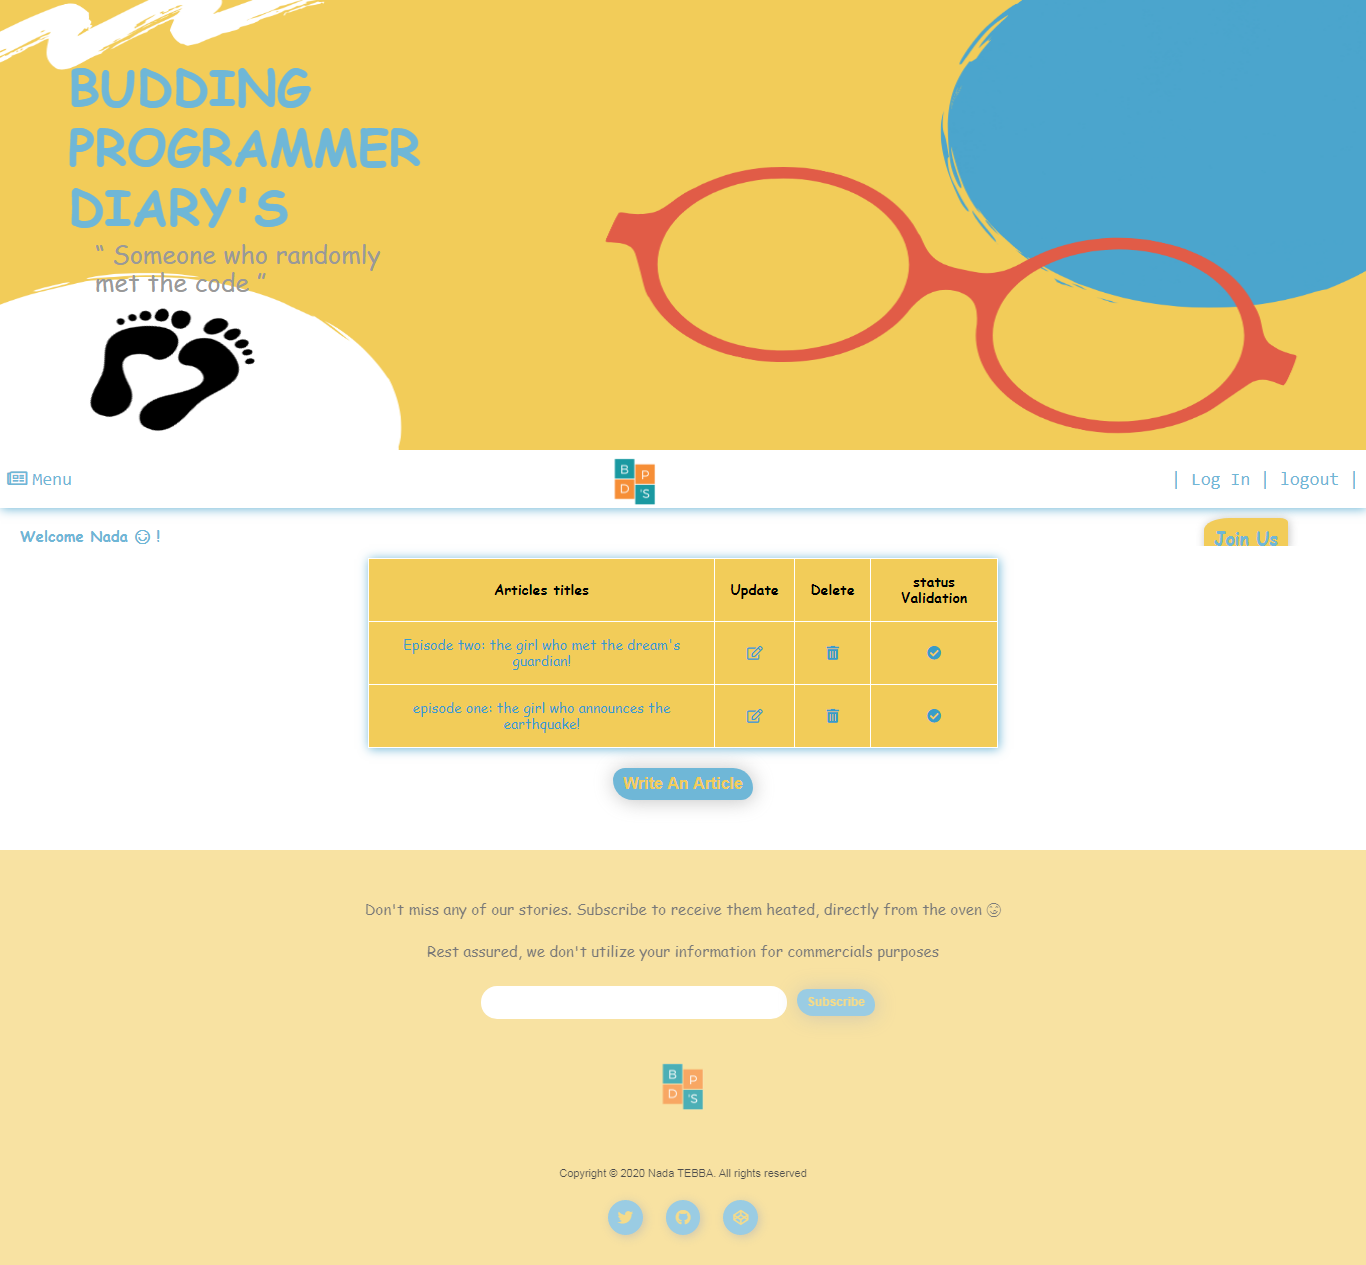 BUDDING
PROGRAMMER
DIARY'S
“ Someone who randomly
met the code ”
Menu
B
P
D
'S
| Log In | logout |
Welcome Nada !
Join Us
Articles titles
Update
Delete
status
Validation
Episode two: the girl who met the dream's
guardian!
episode one: the girl who announces the
earthquake!
Write An Article
Don't miss any of our stories. Subscribe to receive them heated, directly from the oven
Rest assured, we don't utilize your information for commercials purposes
Subscribe
B
P
D
'S
Copyright © 2020 Nada TEBBA. All rights reserved